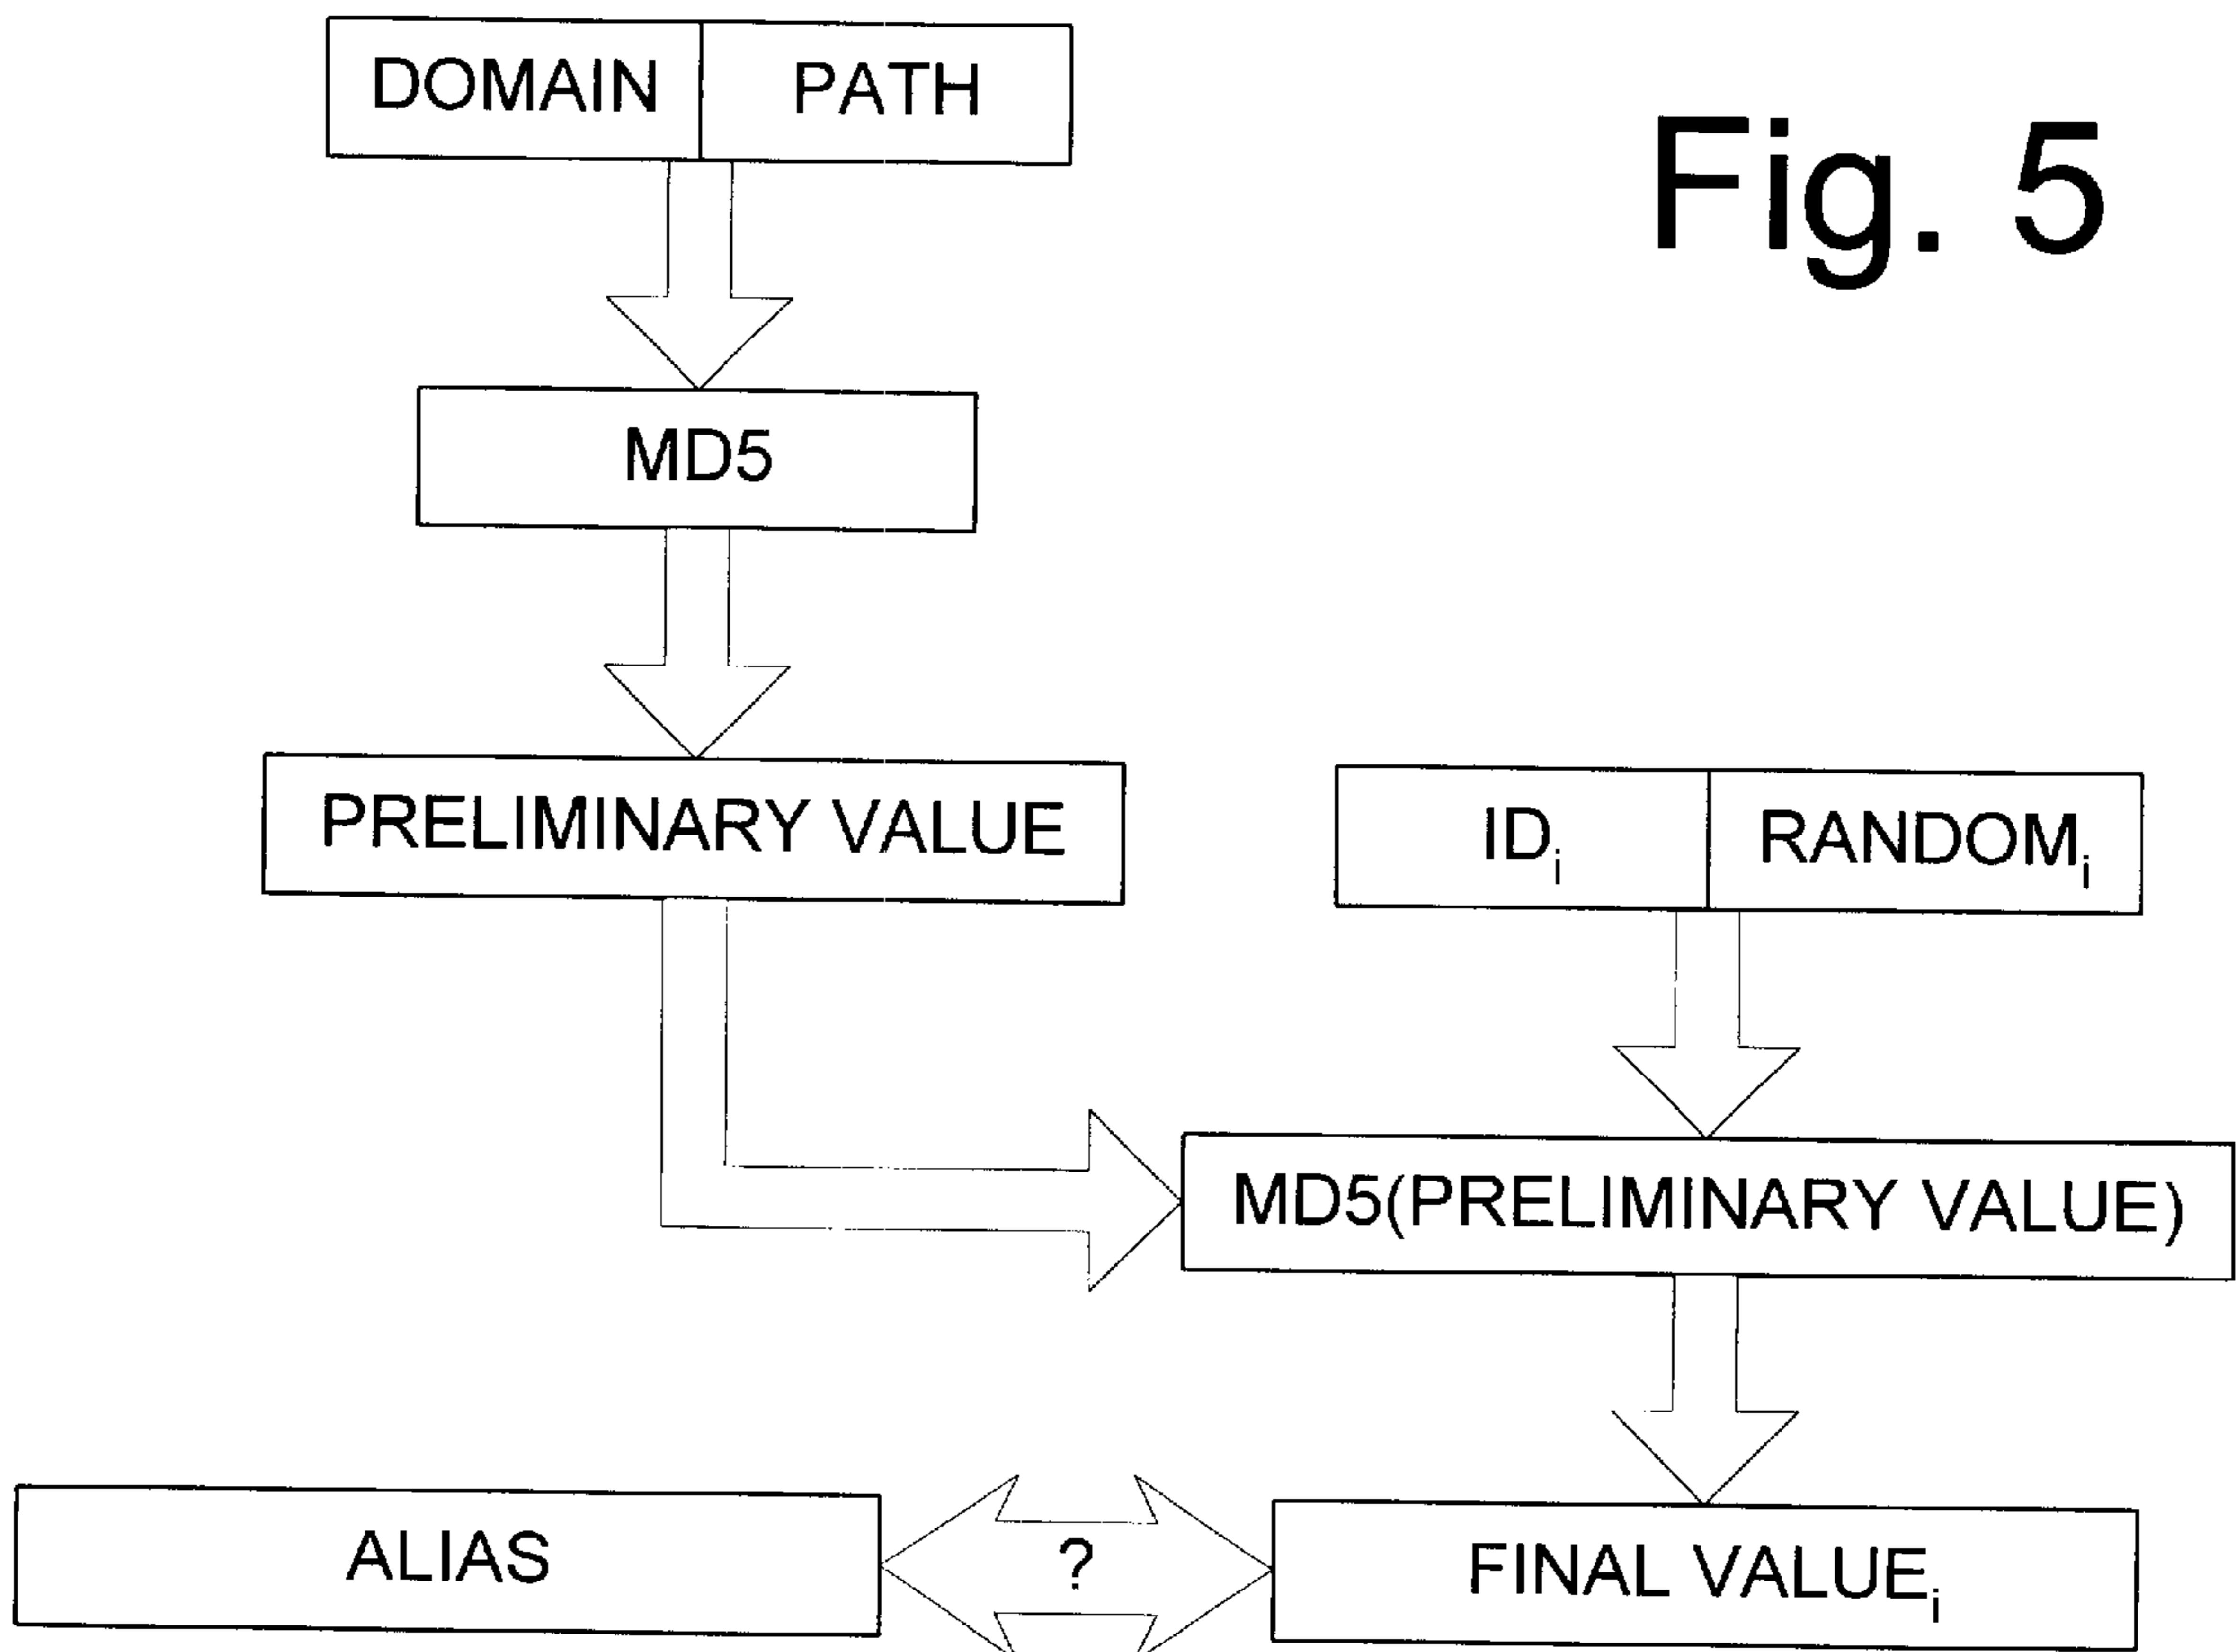 DOMAIN PATH
Fig. 5
MD5
PRELIMINARY VALUE
IDi RANDOMi
MD5(PRELIMINARY VALUE)
ALIAS ? FINAL VALUEi